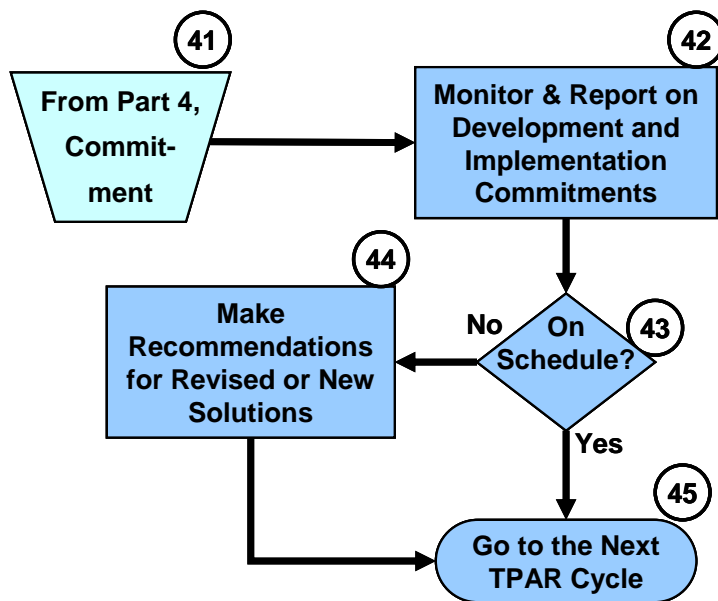 41
From Part 4,
Commit-
ment
42
Monitor & Report on
Development and
Implementation
Commitments
43
On
Schedule?
No
Yes
44
Make
Recommendations
for Revised or New
Solutions
45
Go to the Next
TPAR Cycle